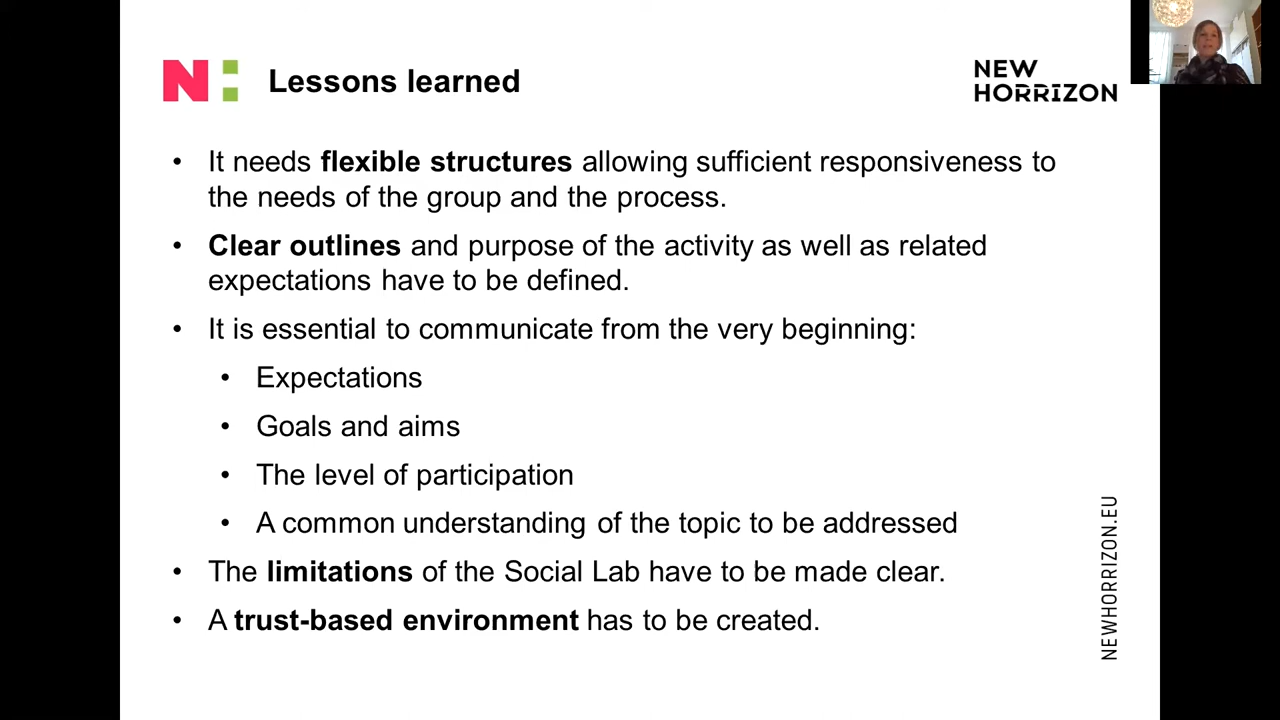 N:
Lessons learned
NEW
HORRIZON
• It needs flexible structures allowing sufficient responsiveness to
the needs of the group and the process.
• Clear outlines and purpose of the activity as well as related
expectations have to be defined.
• It is essential to communicate from the very beginning:
• Expectations
• Goals and aims
• The level of participation
• A common understanding of the topic to be addressed
• The limitations of the Social Lab have to be made clear.
• A trust-based environment has to be created.
NEWHORRIZON.EU